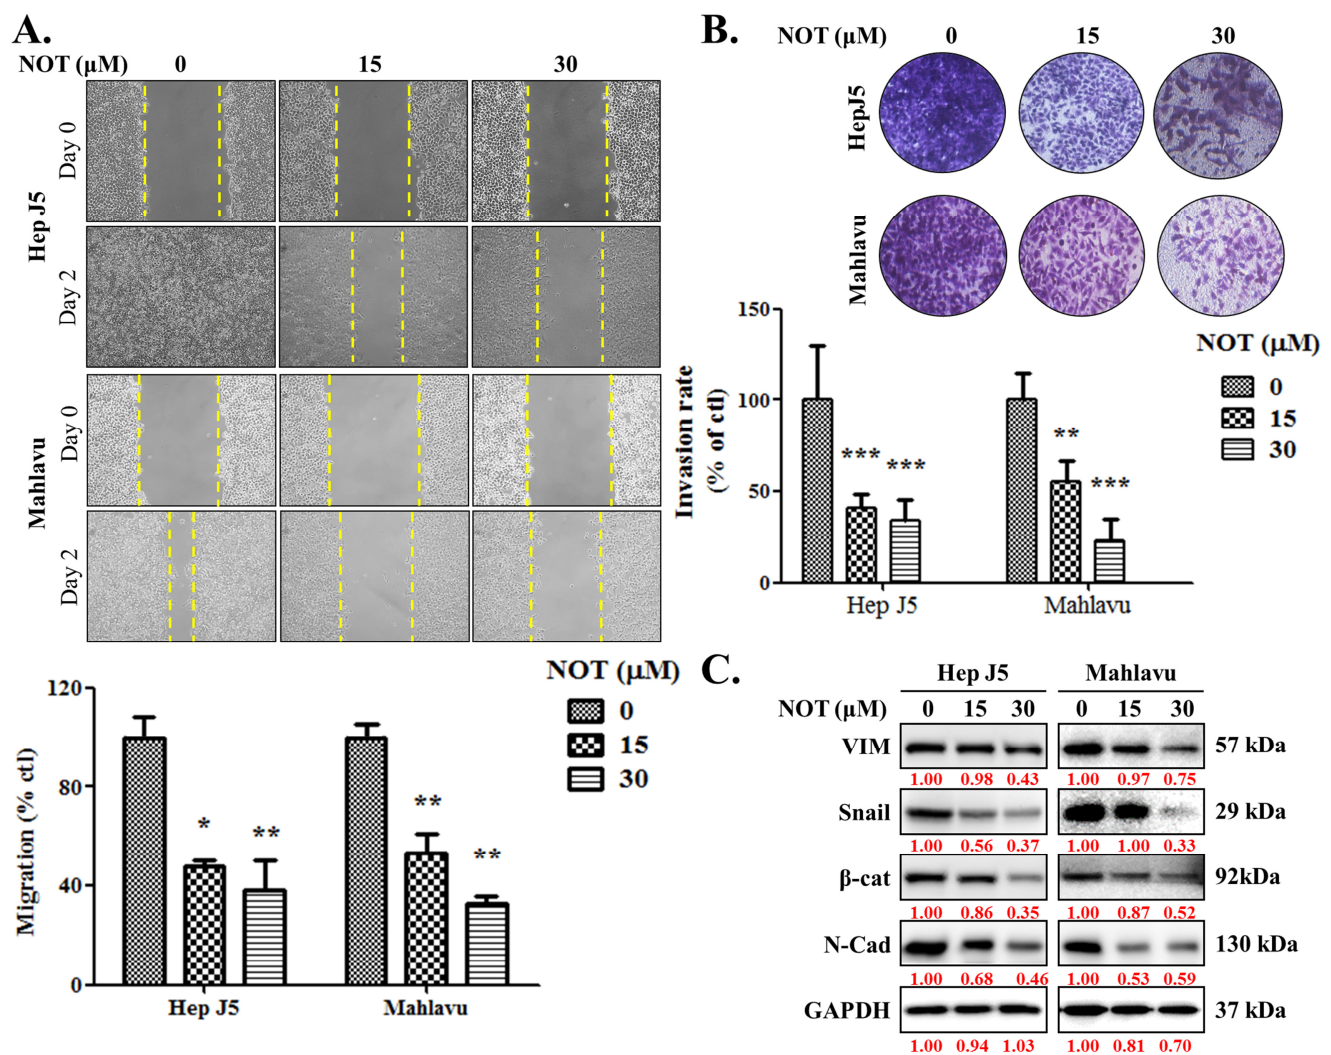 A.
NOT (µM) 0 15 30
Hep J5
Day 0
Day 2
Mahlavu
Day 0
Day 2
120
80
40
0
Migration (% ctl)
* ** ** **
Hep J5 Mahlavu
NOT (µM)
0
15
30
B.
NOT (µM) 0 15 30
HepJ5
Mahlavu
150
100
50
0
Invasion rate
(% of ctl)
*** *** ** ***
Hep J5 Mahlavu
NOT (µM)
0
15
30
C.
Hep J5 Mahlavu
NOT (µM) 0 15 30 0 15 30
VIM 57 kDa
1.00 0.98 0.43 1.00 0.97 0.75
Snail 29 kDa
1.00 0.56 0.37 1.00 1.00 0.33
β-cat 92kDa
1.00 0.86 0.35 1.00 0.87 0.52
N-Cad 130 kDa
1.00 0.68 0.46 1.00 0.53 0.59
GAPDH 37 kDa
1.00 0.94 1.03 1.00 0.81 0.70